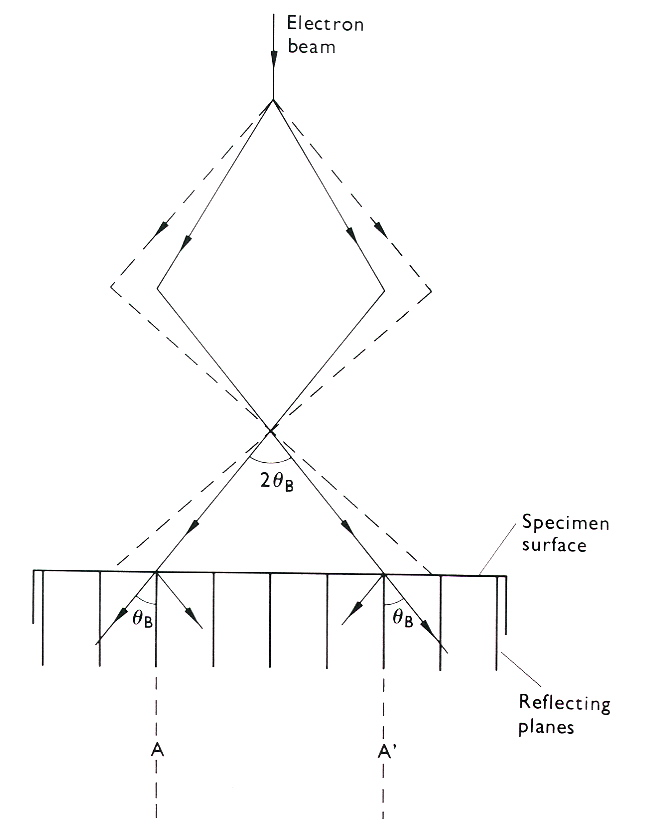 Electron
beam
2θB
Specimen
surface
θB
θB
Reflecting
planes
A
A'